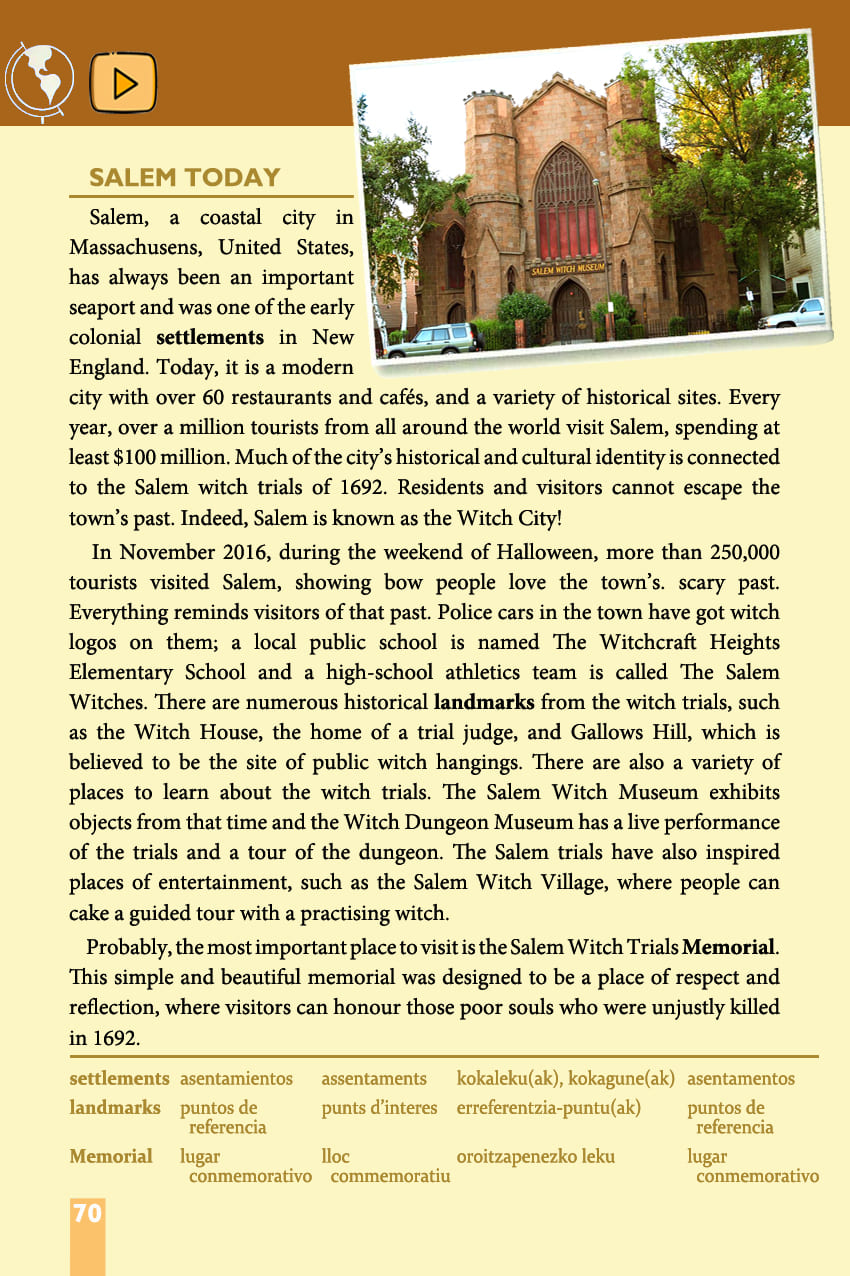 SALEM WITCH MUSEUM
SALEM TODAY
Salem, a coastal city in
Massachusens, United States,
has always been an important
seaport and was one of the early
colonial settlements in New
England. Today, it is a modern
city with over 60 restaurants and cafés, and a variety of historical sites. Every
year, over a million tourists from all around the world visit Salem, spending at
least $100 million. Much of the city’s historical and cultural identity is connected
to the Salem witch trials of 1692. Residents and visitors cannot escape the
town’s past. Indeed, Salem is known as the Witch City!
In November 2016, during the weekend of Halloween, more than 250,000
tourists visited Salem, showing bow people love the town’s. scary past.
Everything reminds visitors of that past. Police cars in the town have got witch
logos on them; a local public school is named The Witchcraft Heights
Elementary School and a high-school athletics team is called The Salem
Witches. There are numerous historical landmarks from the witch trials, such
as the Witch House, the home of a trial judge, and Gallows Hill, which is
believed to be the site of public witch hangings. There are also a variety of
places to learn about the witch trials. The Salem Witch Museum exhibits
objects from that time and the Witch Dungeon Museum has a live performance
of the trials and a tour of the dungeon. The Salem trials have also inspired
places of entertainment, such as the Salem Witch Village, where people can
cake a guided tour with a practising witch.
Probably, the most important place to visit is the Salem Witch Trials Memorial.
This simple and beautiful memorial was designed to be a place of respect and
reflection, where visitors can honour those poor souls who were unjustly killed
in 1692.
settlements asentamientos assentaments kokaleku(ak), kokagune(ak) asentamentos
landmarks puntos de punts d’interes erreferentzia-puntu(ak) puntos de
referencia referencia
Memorial lugar lloc oroitzapenezko leku lugar
conmemorativo commemoratiu conmemorativo
70